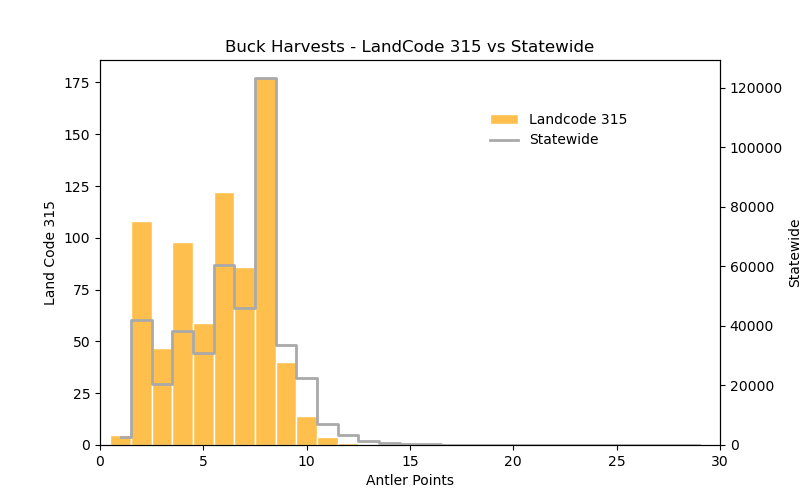 Buck Harvests - LandCode 315 vs Statewide
175
150
125
100
75
50
25
0
Land Code 315
120000
100000
80000
60000
40000
20000
0
Statewide
Landcode 315
Statewide
0 5 10 15 20 25 30
Antler Points